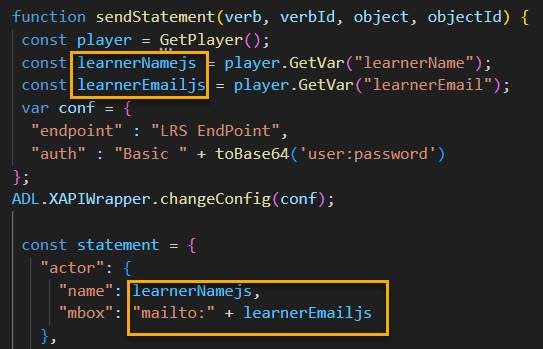 function sendStatement(verb, verbId, object, objectId) {
const player = GetPlayer();
const learnerNamejs = player.GetVar("learnerName");
const learnerEmailjs = player.GetVar("learnerEmail");
var conf = {
"endpoint" : "LRS EndPoint",
"auth" : "Basic " + toBase64('user:password')
};
ADL.XAPIWrapper.changeConfig(conf);
const statement = {
"actor": {
"name": learnerNamejs,
"mbox": "mailto:" + learnerEmailjs
},